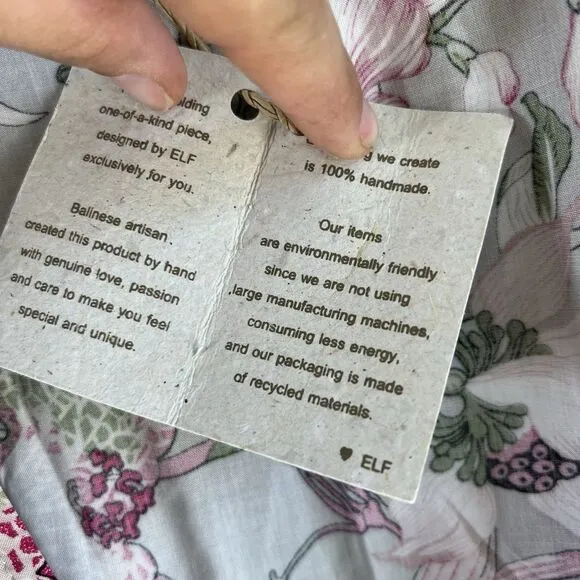 one-of-a-kind piece,
designed by ELF
exclusively for you.
Balinese artisan
created this product by hand
with genuine love, passion
and care to make you feel
special and unique.
we create
is 100% handmade.
Our items
are environmentally friendly
since we are not using
large manufacturing machines,
consuming less energy,
and our packaging is made
of recycled materials.
♥ ELF